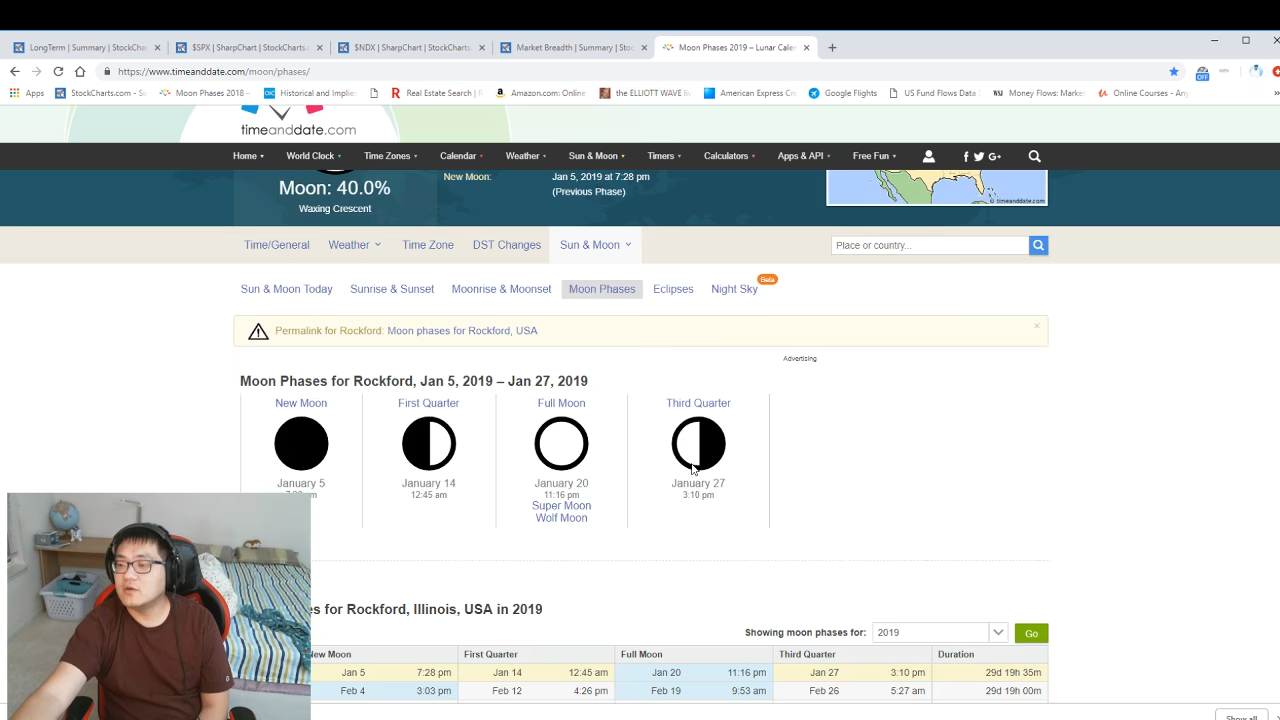 LongTerm | Summary | StockChar
$SPX | SharpChart | StockCharts.c
$NDX | SharpChart | StockCharts.
Market Breadth | Summary | Stoc
Moon Phases 2019 – Lunar Caler
https://www.timeanddate.com/moon/phases/
OFF
Apps
StockCharts.com - S
Moon Phases 2018 –
Historical and Implie
Real Estate Search |
Amazon.com: Online
the ELLIOTT WAVE
American Express C
Google Flights
US Fund Flows Data
Money Flows: Market
Online Courses - Any
timeanddate.com
Home
World Clock
Time Zones
Calendar
Weather
Sun & Moon
Timers
Calculators
Apps & API
Free Fun
Moon: 40.0%
Waxing Crescent
New Moon:
Jan 5, 2019 at 7:28 pm
(Previous Phase)
© timeanddate.com
Time/General
Weather
Time Zone
DST Changes
Sun & Moon
Place or country...
Sun & Moon Today
Sunrise & Sunset
Moonrise & Moonset
Moon Phases
Eclipses
Night Sky
Beta
Permalink for Rockford: Moon phases for Rockford, USA
Advertising
Moon Phases for Rockford, Jan 5, 2019 – Jan 27, 2019
New Moon
First Quarter
Full Moon
Third Quarter
January 5
January 14
January 20
January 27
12:45 am
11:16 pm
3:10 pm
Super Moon
Wolf Moon
es for Rockford, Illinois, USA in 2019
Showing moon phases for:
2019
Go
New Moon
First Quarter
Full Moon
Third Quarter
Duration
Jan 5 7:28 pm Jan 14 12:45 am Jan 20 11:16 pm Jan 27 3:10 pm 29d 19h 35m
Feb 4 3:03 pm Feb 12 4:26 pm Feb 19 9:53 am Feb 26 5:27 am 29d 19h 00m
Show all